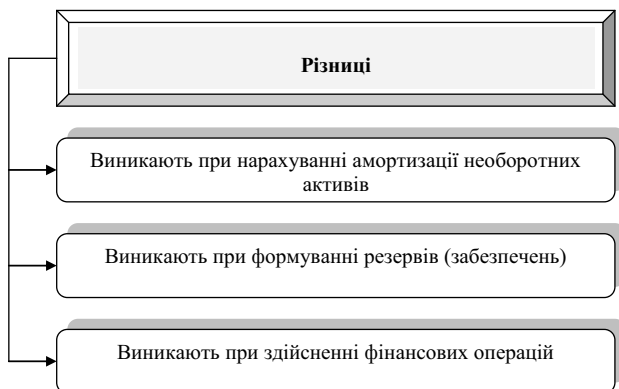 Різниці
Виникають при нарахуванні амортизації необоротних
активів
Виникають при формуванні резервів (забезпечень)
Виникають при здійсненні фінансових операцій